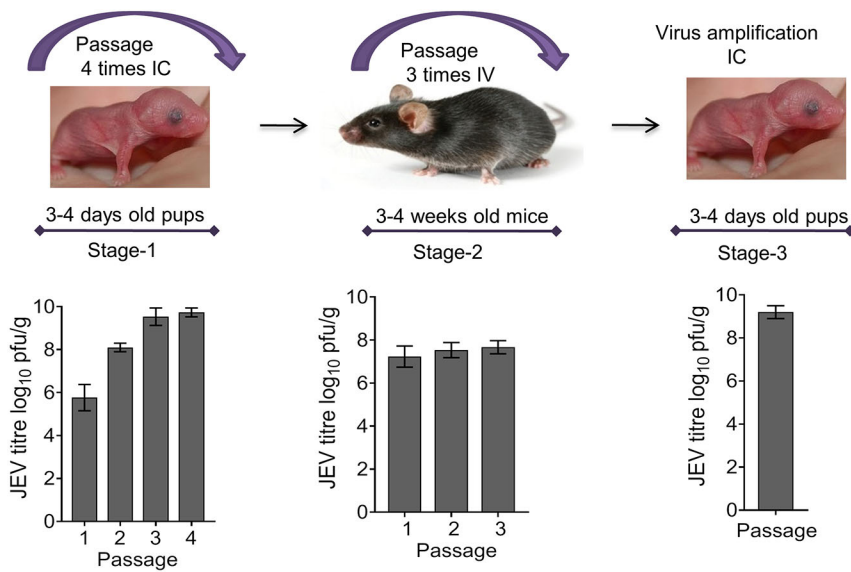 Passage
4 times IC
3-4 days old pups
Stage-1
Passage
3 times IV
3-4 weeks old mice
Stage-2
Virus amplification
IC
3-4 days old pups
Stage-3
JEV titre log10 pfu/g
10
8
6
4
2
0
1 2 3 4
Passage
JEV titre log10 pfu/g
10
8
6
4
2
0
1 2 3
Passage
JEV titre log10 pfu/g
10
8
6
4
2
0
Passage